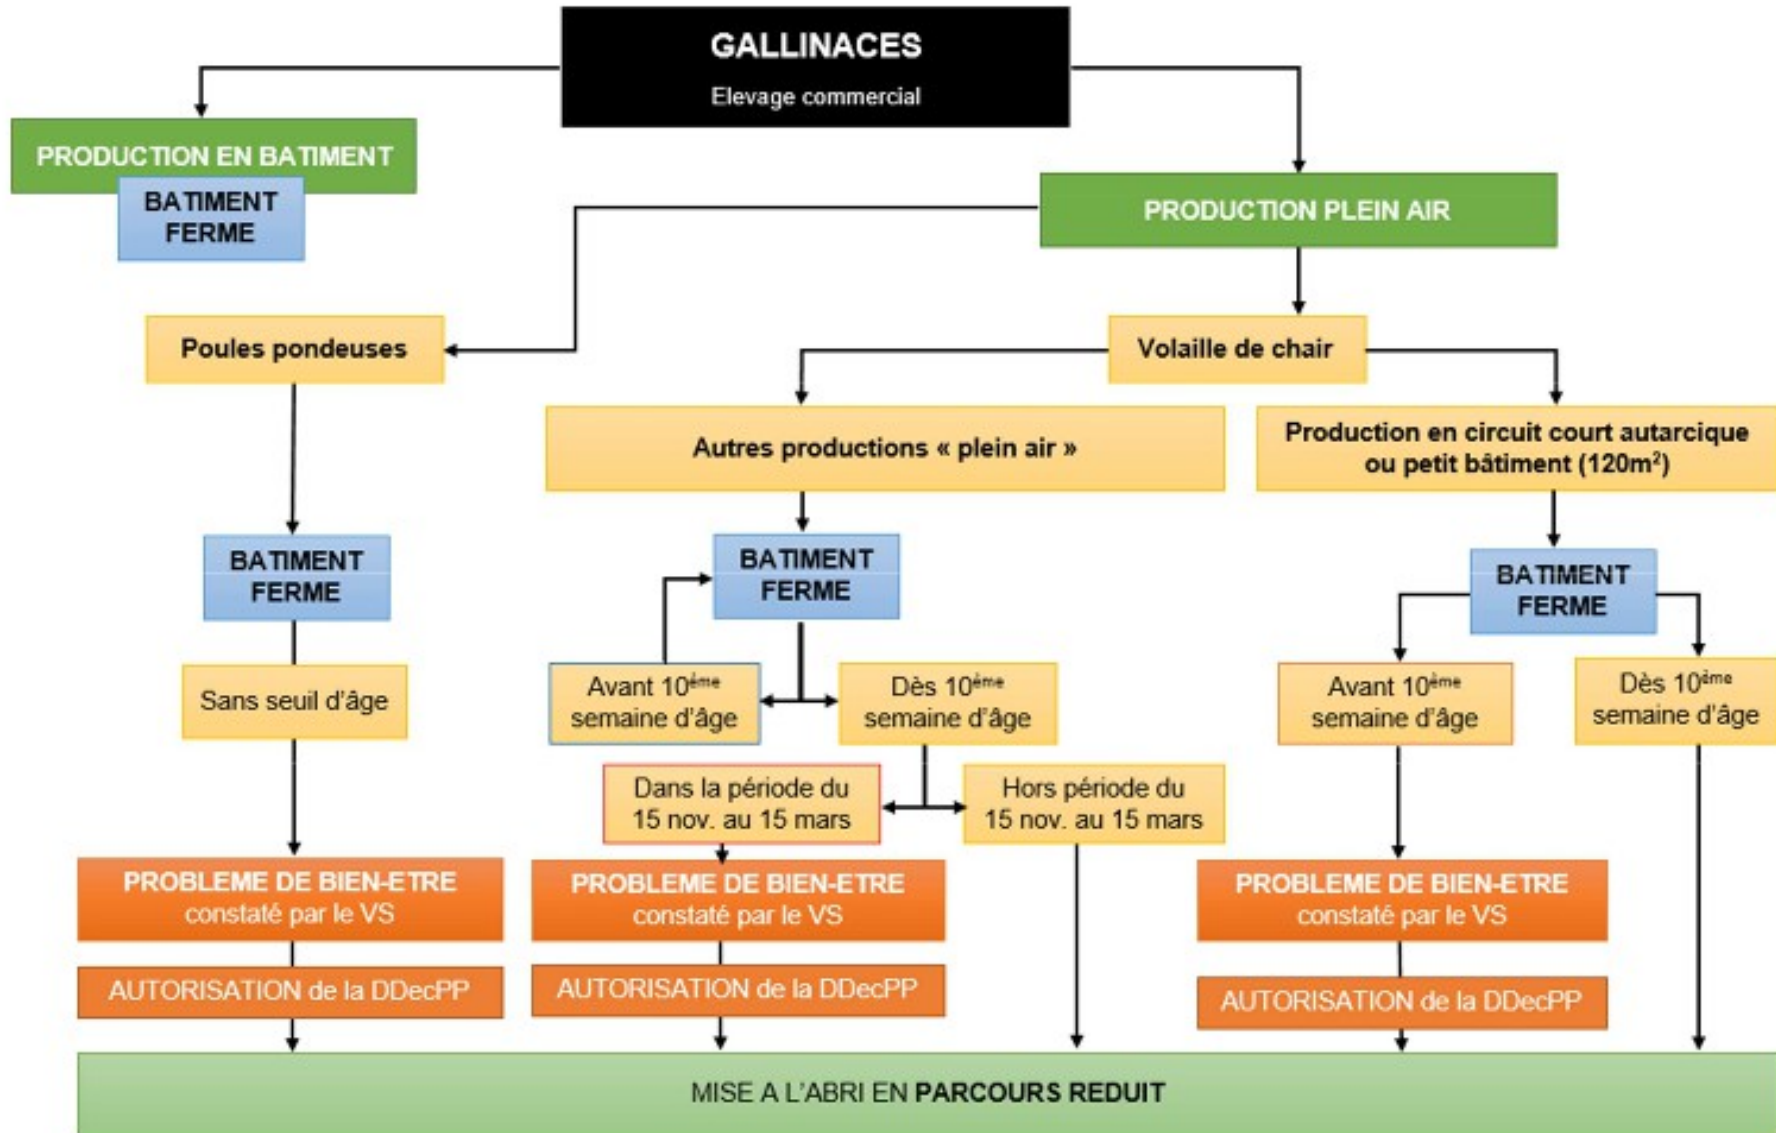 GALLINACES
Elevage commercial
PRODUCTION EN BATIMENT
BATIMENT
FERME
PRODUCTION PLEIN AIR
Poules pondeuses
Volaille de chair
Autres productions « plein air »
Production en circuit court autarcique
ou petit bâtiment (120m²)
BATIMENT
FERME
BATIMENT
FERME
BATIMENT
FERME
Sans seuil d'âge
Avant 10ème
semaine d'âge
Dès 10ème
semaine d'âge
Avant 10ème
semaine d'âge
Dès 10ème
semaine d'âge
Dans la période du
15 nov. au 15 mars
Hors période du
15 nov. au 15 mars
PROBLEME DE BIEN-ETRE
constaté par le VS
PROBLEME DE BIEN-ETRE
constaté par le VS
PROBLEME DE BIEN-ETRE
constaté par le VS
AUTORISATION de la DDecPP
AUTORISATION de la DDecPP
AUTORISATION de la DDecPP
MISE A L'ABRI EN PARCOURS REDUIT